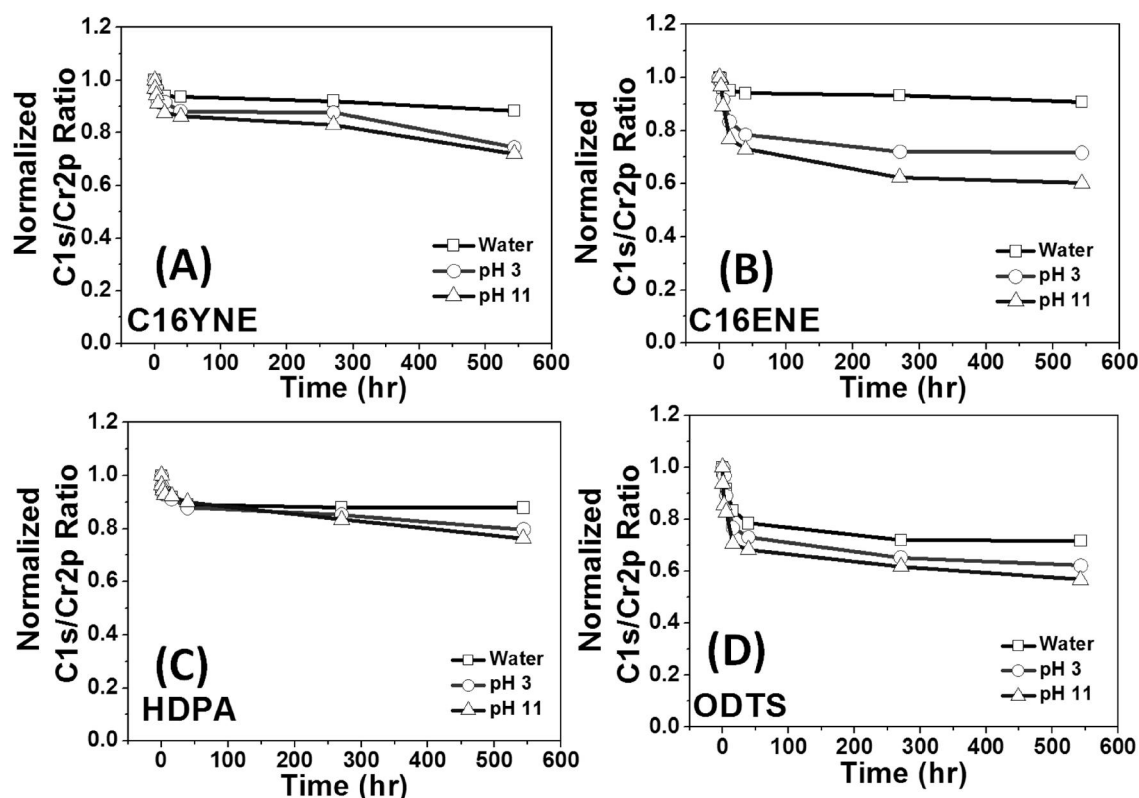 Normalized
C1s/Cr2p Ratio
1.2
1.0
0.8
0.6
0.4
0.2
0.0
(A)
C16YNE
Water
pH 3
pH 11
0 100 200 300 400 500 600
Time (hr)
Normalized
C1s/Cr2p Ratio
1.2
1.0
0.8
0.6
0.4
0.2
0.0
(B)
C16ENE
Water
pH 3
pH 11
0 100 200 300 400 500 600
Time (hr)
Normalized
C1s/Cr2p Ratio
1.2
1.0
0.8
0.6
0.4
0.2
0.0
(C)
HDPA
Water
pH 3
pH 11
0 100 200 300 400 500 600
Time (hr)
Normalized
C1s/Cr2p Ratio
1.2
1.0
0.8
0.6
0.4
0.2
0.0
(D)
ODTS
Water
pH 3
pH 11
0 100 200 300 400 500 600
Time (hr)